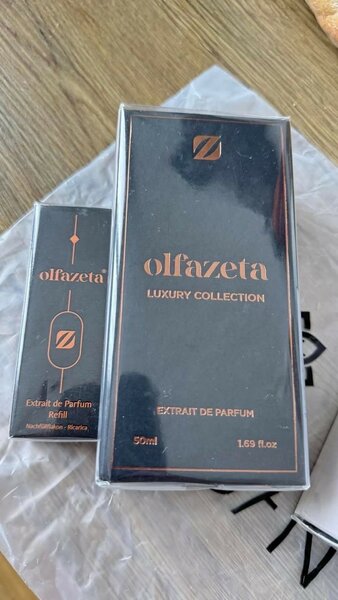 olfazeta®
Z
Extrait de Parfum
Refill
Nachfüllflakon - Ricarica
Z
olfazeta
LUXURY COLLECTION
EXTRAIT DE PARFUM
50ml 1.69 fl.oz